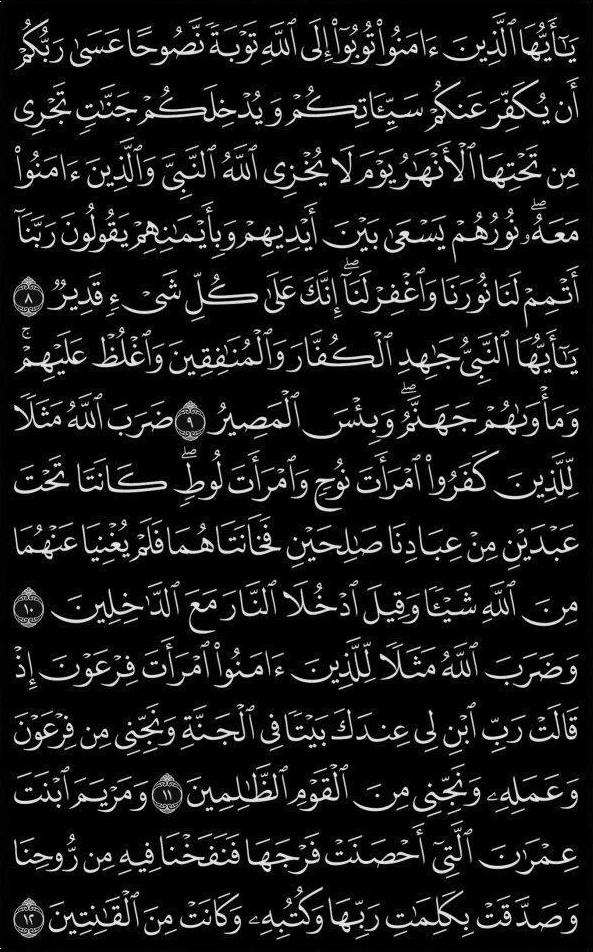 يَـٰٓأَيُّهَا ٱلَّذِينَ ءَامَنُوا۟ تُوبُوٓا۟ إِلَى ٱللَّهِ تَوْبَةً نَّصُوحًا عَسَىٰ رَبُّكُمْ
أَن يُكَفِّرَ عَنكُمْ سَيِّـَٔاتِكُمْ وَيُدْخِلَكُمْ جَنَّـٰتٍ تَجْرِى
مِن تَحْتِهَا ٱلْأَنْهَـٰرُ يَوْمَ لَا يُخْزِى ٱللَّهُ ٱلنَّبِىَّ وَٱلَّذِينَ ءَامَنُوا۟
مَعَهُۥ ۖ نُورُهُمْ يَسْعَىٰ بَيْنَ أَيْدِيهِمْ وَبِأَيْمَـٰنِهِمْ يَقُولُونَ رَبَّنَآ
أَتْمِمْ لَنَا نُورَنَا وَٱغْفِرْ لَنَآ ۖ إِنَّكَ عَلَىٰ كُلِّ شَىْءٍ قَدِيرٌ ٨
يَـٰٓأَيُّهَا ٱلنَّبِىُّ جَـٰهِدِ ٱلْكُفَّارَ وَٱلْمُنَـٰفِقِينَ وَٱغْلُظْ عَلَيْهِمْ ۚ
وَمَأْوَىٰهُمْ جَهَنَّمُ ۖ وَبِئْسَ ٱلْمَصِيرُ ٩ ضَرَبَ ٱللَّهُ مَثَلًا
لِّلَّذِينَ كَفَرُوا۟ ٱمْرَأَتَ نُوحٍ وَٱمْرَأَتَ لُوطٍ ۖ كَانَتَا تَحْتَ
عَبْدَيْنِ مِنْ عِبَادِنَا صَـٰلِحَيْنِ فَخَانَتَاهُمَا فَلَمْ يُغْنِيَا عَنْهُمَا
مِنَ ٱللَّهِ شَيْـًٔا وَقِيلَ ٱدْخُلَا ٱلنَّارَ مَعَ ٱلدَّٰخِلِينَ ١٠
وَضَرَبَ ٱللَّهُ مَثَلًا لِّلَّذِينَ ءَامَنُوا۟ ٱمْرَأَتَ فِرْعَوْنَ إِذْ
قَالَتْ رَبِّ ٱبْنِ لِى عِندَكَ بَيْتًا فِى ٱلْجَنَّةِ وَنَجِّنِى مِن فِرْعَوْنَ
وَعَمَلِهِۦ وَنَجِّنِى مِنَ ٱلْقَوْمِ ٱلظَّـٰلِمِينَ ١١ وَمَرْيَمَ ٱبْنَتَ
عِمْرَٰنَ ٱلَّتِىٓ أَحْصَنَتْ فَرْجَهَا فَنَفَخْنَا فِيهِ مِن رُّوحِنَا
وَصَدَّقَتْ بِكَلِمَـٰتِ رَبِّهَا وَكُتُبِهِۦ وَكَانَتْ مِنَ ٱلْقَـٰنِتِينَ ١٢